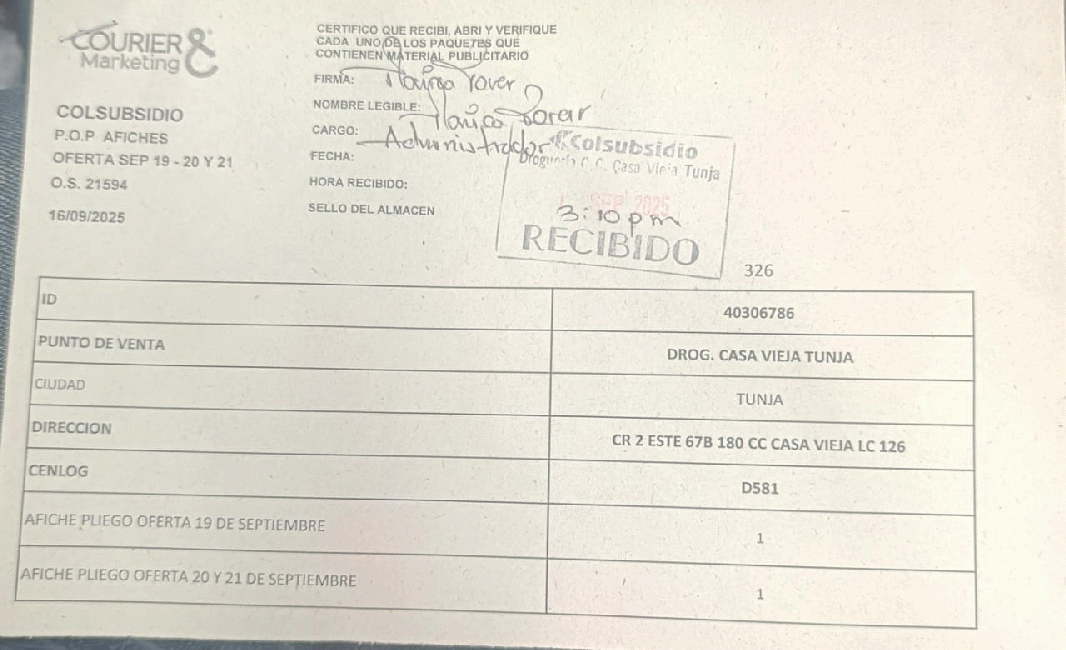 COURIER &
Marketing
COLSUBSIDIO
P.O.P AFICHES
OFERTA SEP 19 - 20 Y 21
O.S. 21594
16/09/2025
CERTIFICO QUE RECIBI, ABRI Y VERIFIQUE
CADA UNO DE LOS PAQUETES QUE
CONTIENEN MATERIAL PUBLICITARIO
FIRMA:
NOMBRE LEGIBLE:
CARGO: Administrador
FECHA:
HORA RECIBIDO:
SELLO DEL ALMACEN
Colsubsidio
Droguería C.C. Casa Vieja Tunja
SEP 2025
3:10 pm
RECIBIDO
326
ID 40306786
PUNTO DE VENTA DROG. CASA VIEJA TUNJA
CIUDAD TUNJA
DIRECCION CR 2 ESTE 67B 180 CC CASA VIEJA LC 126
CENLOG D581
AFICHE PLIEGO OFERTA 19 DE SEPTIEMBRE 1
AFICHE PLIEGO OFERTA 20 Y 21 DE SEPTIEMBRE 1